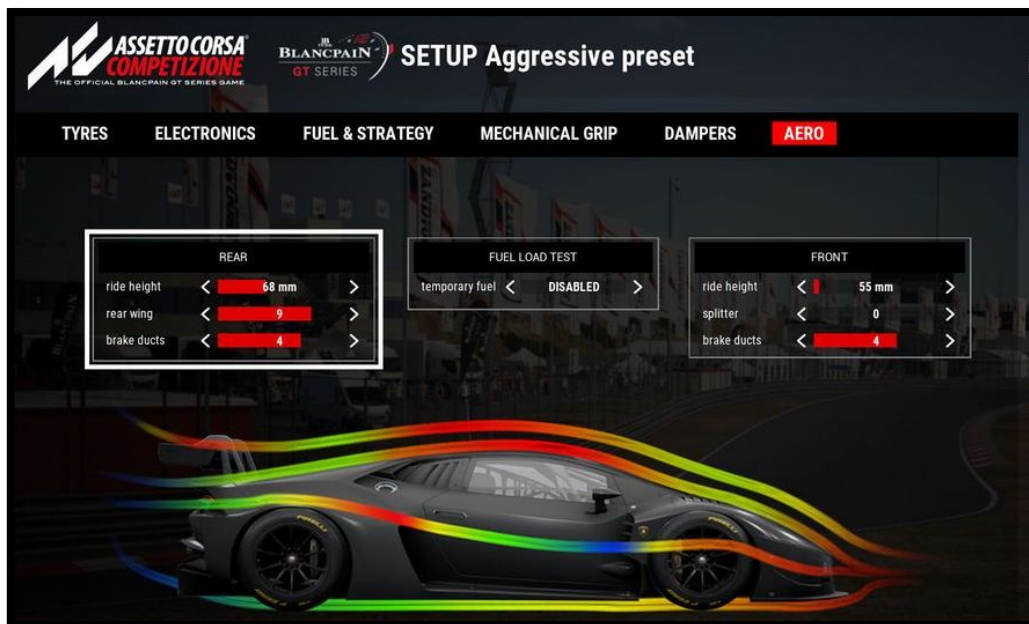 ASSETTO CORSA
COMPETIZIONE
THE OFFICIAL BLANCPAIN GT SERIES GAME
JB
BLANCPAIN
GT SERIES
SETUP Aggressive preset
TYRES ELECTRONICS FUEL & STRATEGY MECHANICAL GRIP DAMPERS AERO
REAR
ride height < 68 mm >
rear wing < 9 >
brake ducts < 4 >
FUEL LOAD TEST
temporary fuel < DISABLED >
FRONT
ride height < 55 mm >
splitter < 0 >
brake ducts < 4 >
ZANDVOORT
PIRELLI
PIRELLI